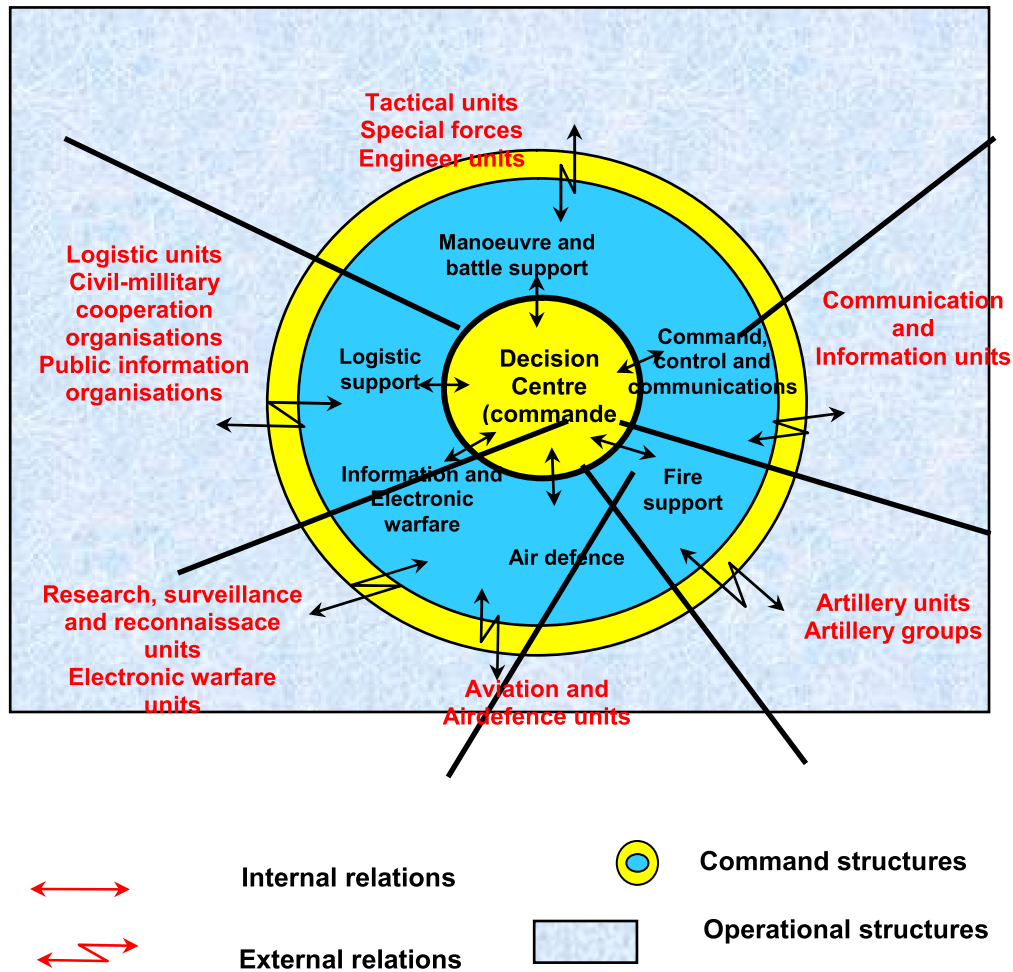 Tactical units
Special forces
Engineer units
Manoeuvre and
battle support
Logistic units
Civil-millitary
cooperation
organisations
Public information
organisations
Communication
and
Information units
Logistic
support
Decision
Centre
(commande
Command,
control and
communications
Information and
Electronic
warfare
Fire
support
Air defence
Research, surveillance
and reconnaissace
units
Electronic warfare
units
Artillery units
Artillery groups
Aviation and
Airdefence units
Internal relations
Command structures
External relations
Operational structures